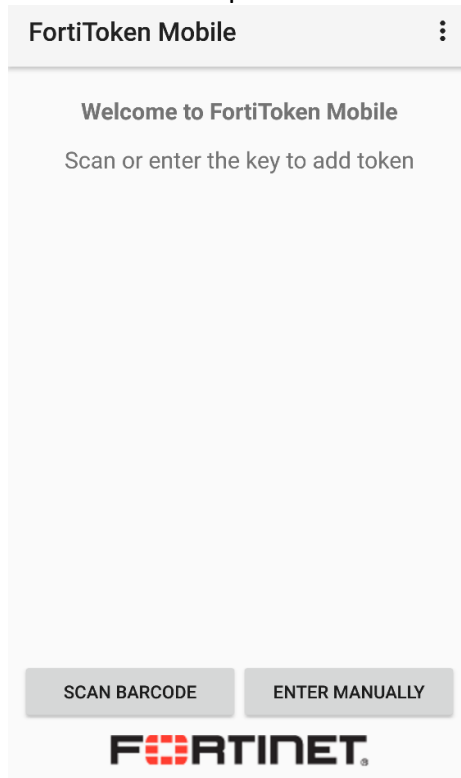 FortiToken Mobile
Welcome to FortiToken Mobile
Scan or enter the key to add token
SCAN BARCODE
ENTER MANUALLY
FORTINET®